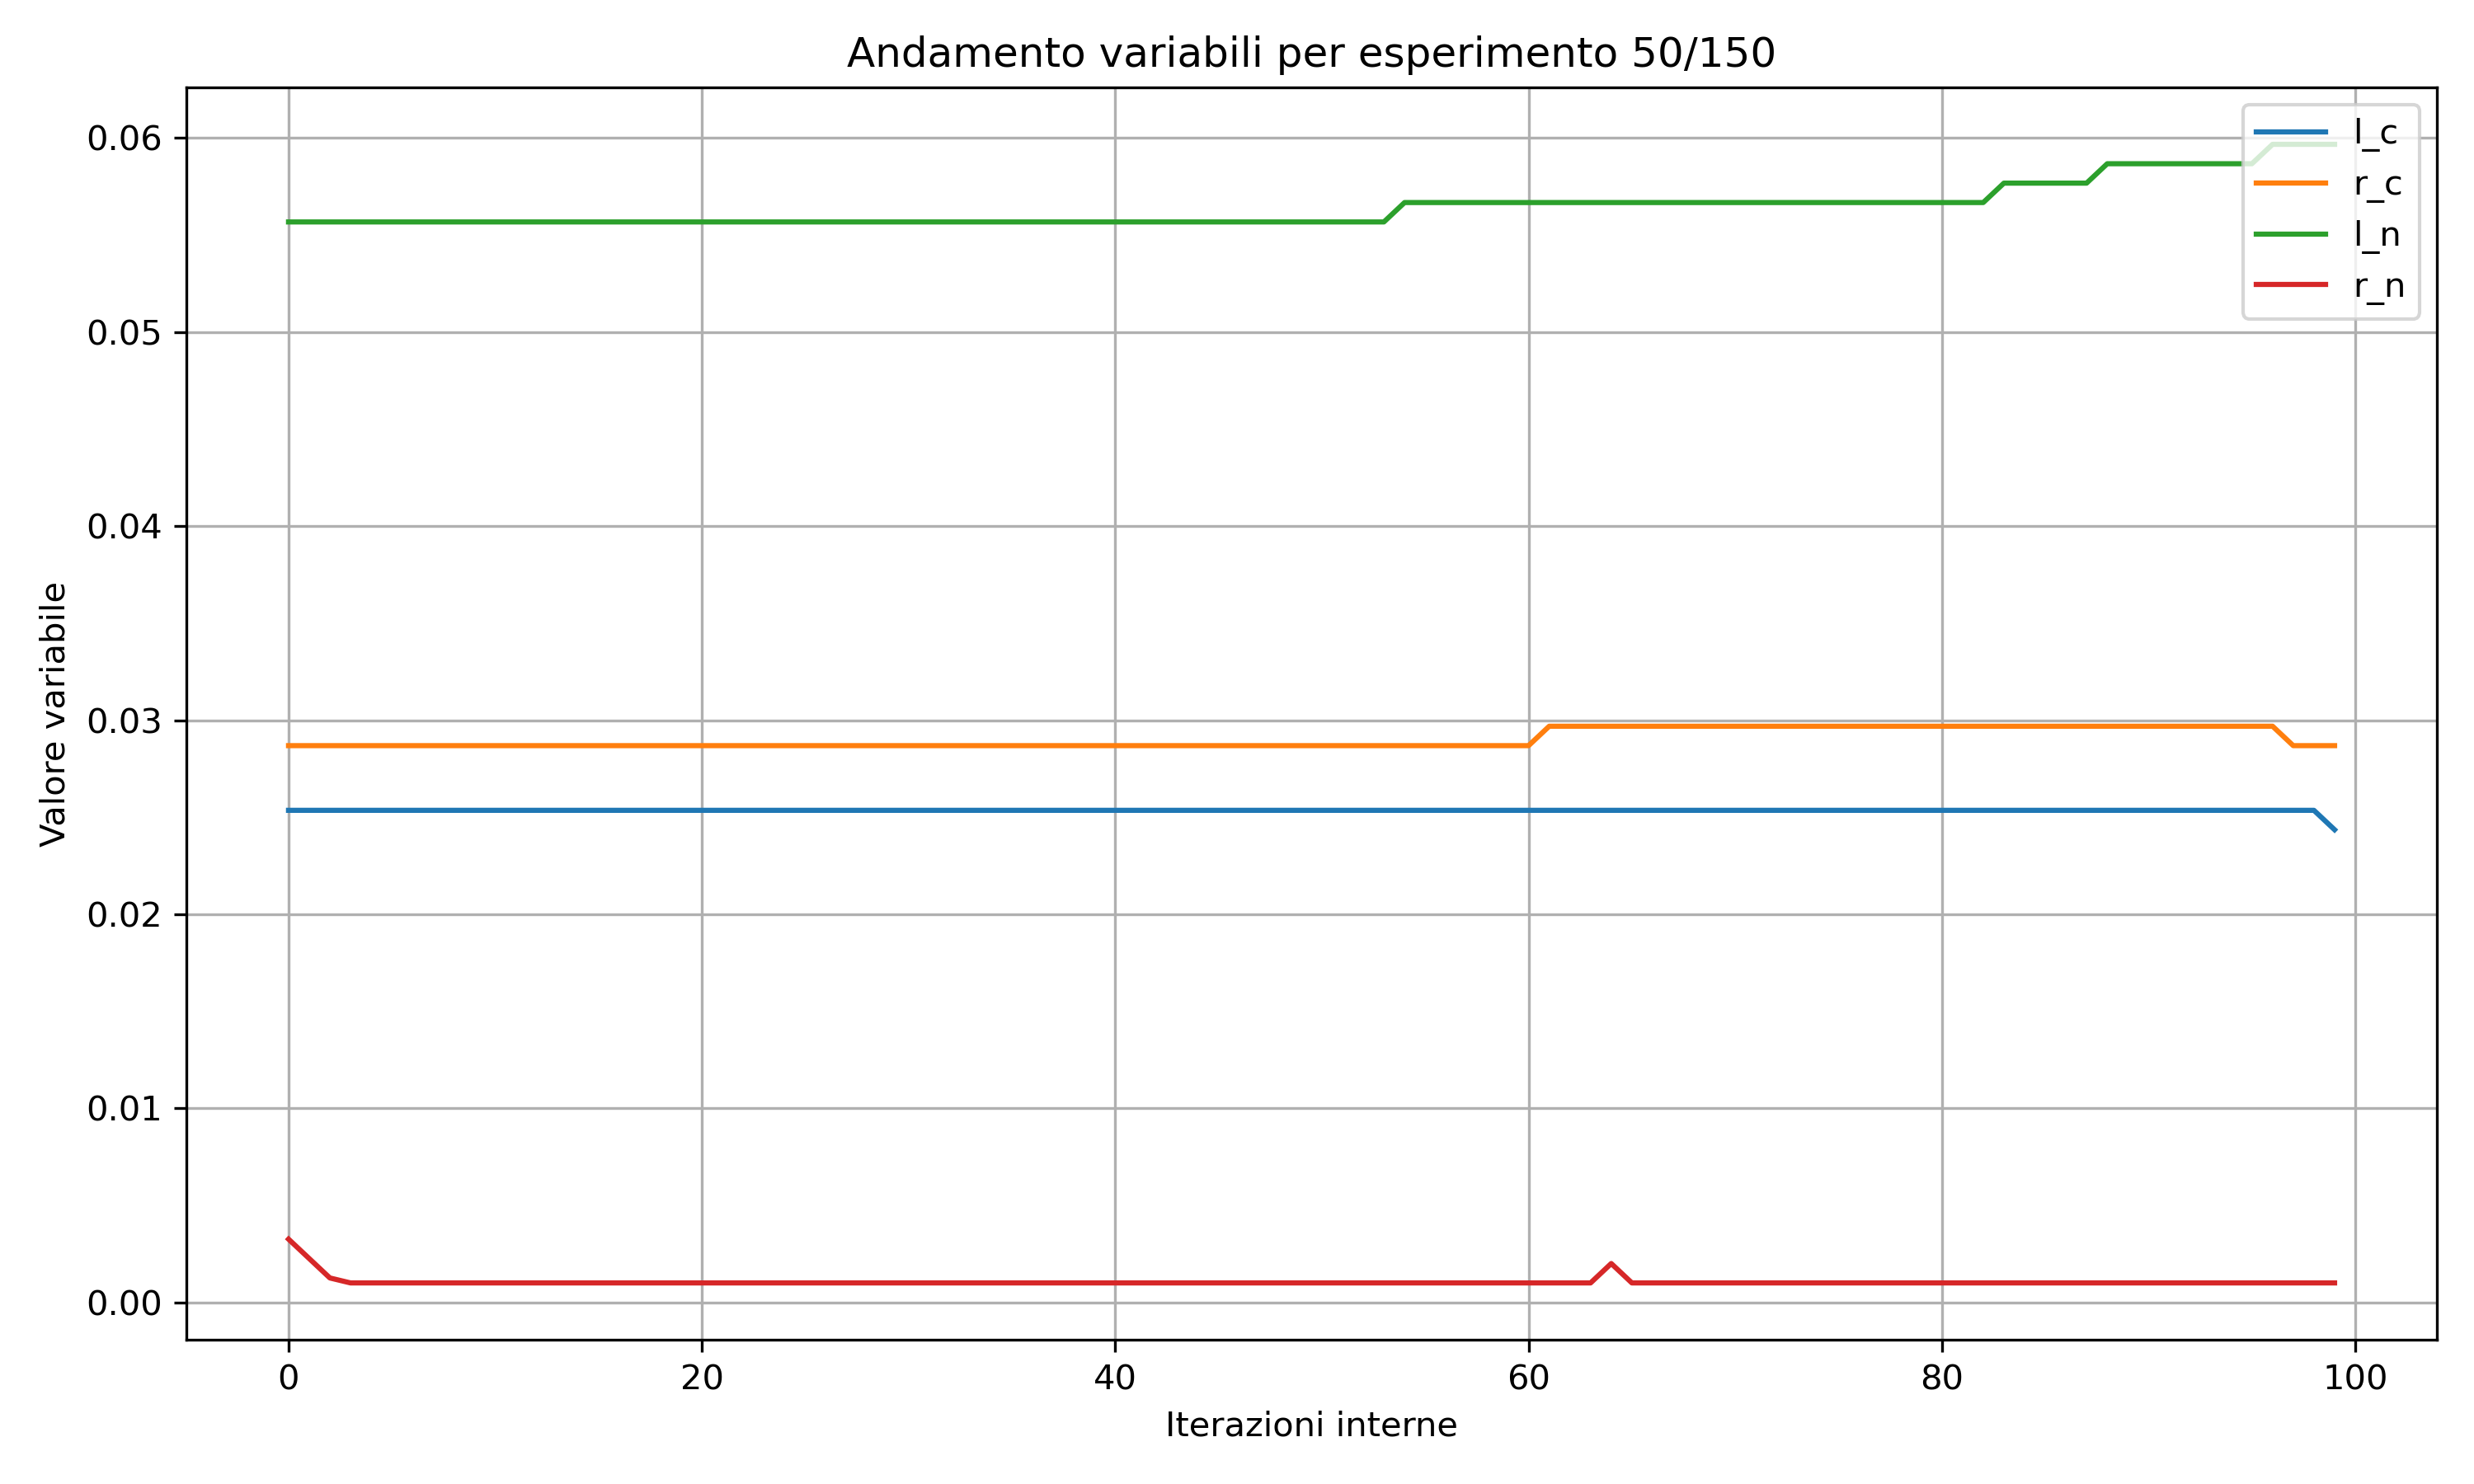 Andamento variabili per esperimento 50/150
l_c
r_c
l_n
r_n
0.06
0.05
0.04
0.03
0.02
0.01
0.00
Valore variabile
0 20 40 60 80 100
Iterazioni interne